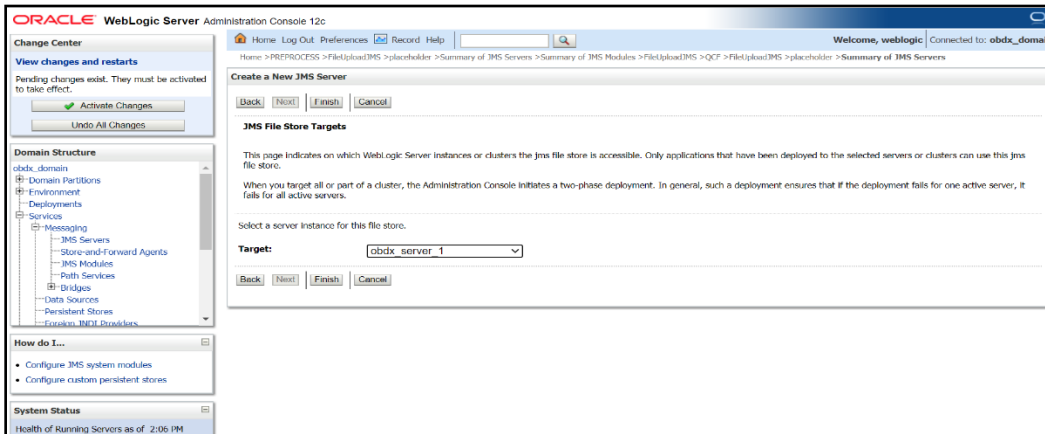 ORACLE WebLogic Server Administration Console 12c
Change Center
View changes and restarts
Pending changes exist. They must be activated
to take effect.
Activate Changes
Undo All Changes
Domain Structure
obdx_domain
Domain Partitions
Environment
Deployments
Services
Messaging
JMS Servers
Store-and-Forward Agents
JMS Modules
Path Services
Bridges
Data Sources
Persistent Stores
Foreign JNDI Providers
How do I...
Configure JMS system modules
Configure custom persistent stores
System Status
Health of Running Servers as of 2:06 PM
Home Log Out Preferences Record Help
Welcome, weblogic Connected to: obdx_domai
Home >PREPROCESS >FileUploadJMS >placeholder >Summary of JMS Servers >Summary of JMS Modules >FileUploadJMS >QCF >FileUploadJMS >placeholder >Summary of JMS Servers
Create a New JMS Server
Back Next Finish Cancel
JMS File Store Targets
This page indicates on which WebLogic Server instances or clusters the jms file store is accessible. Only applications that have been deployed to the selected servers or clusters can use this jms
file store.
When you target all or part of a cluster, the Administration Console initiates a two-phase deployment. In general, such a deployment ensures that if the deployment fails for one active server, it
fails for all active servers.
Select a server instance for this file store.
Target: obdx_server_1
Back Next Finish Cancel